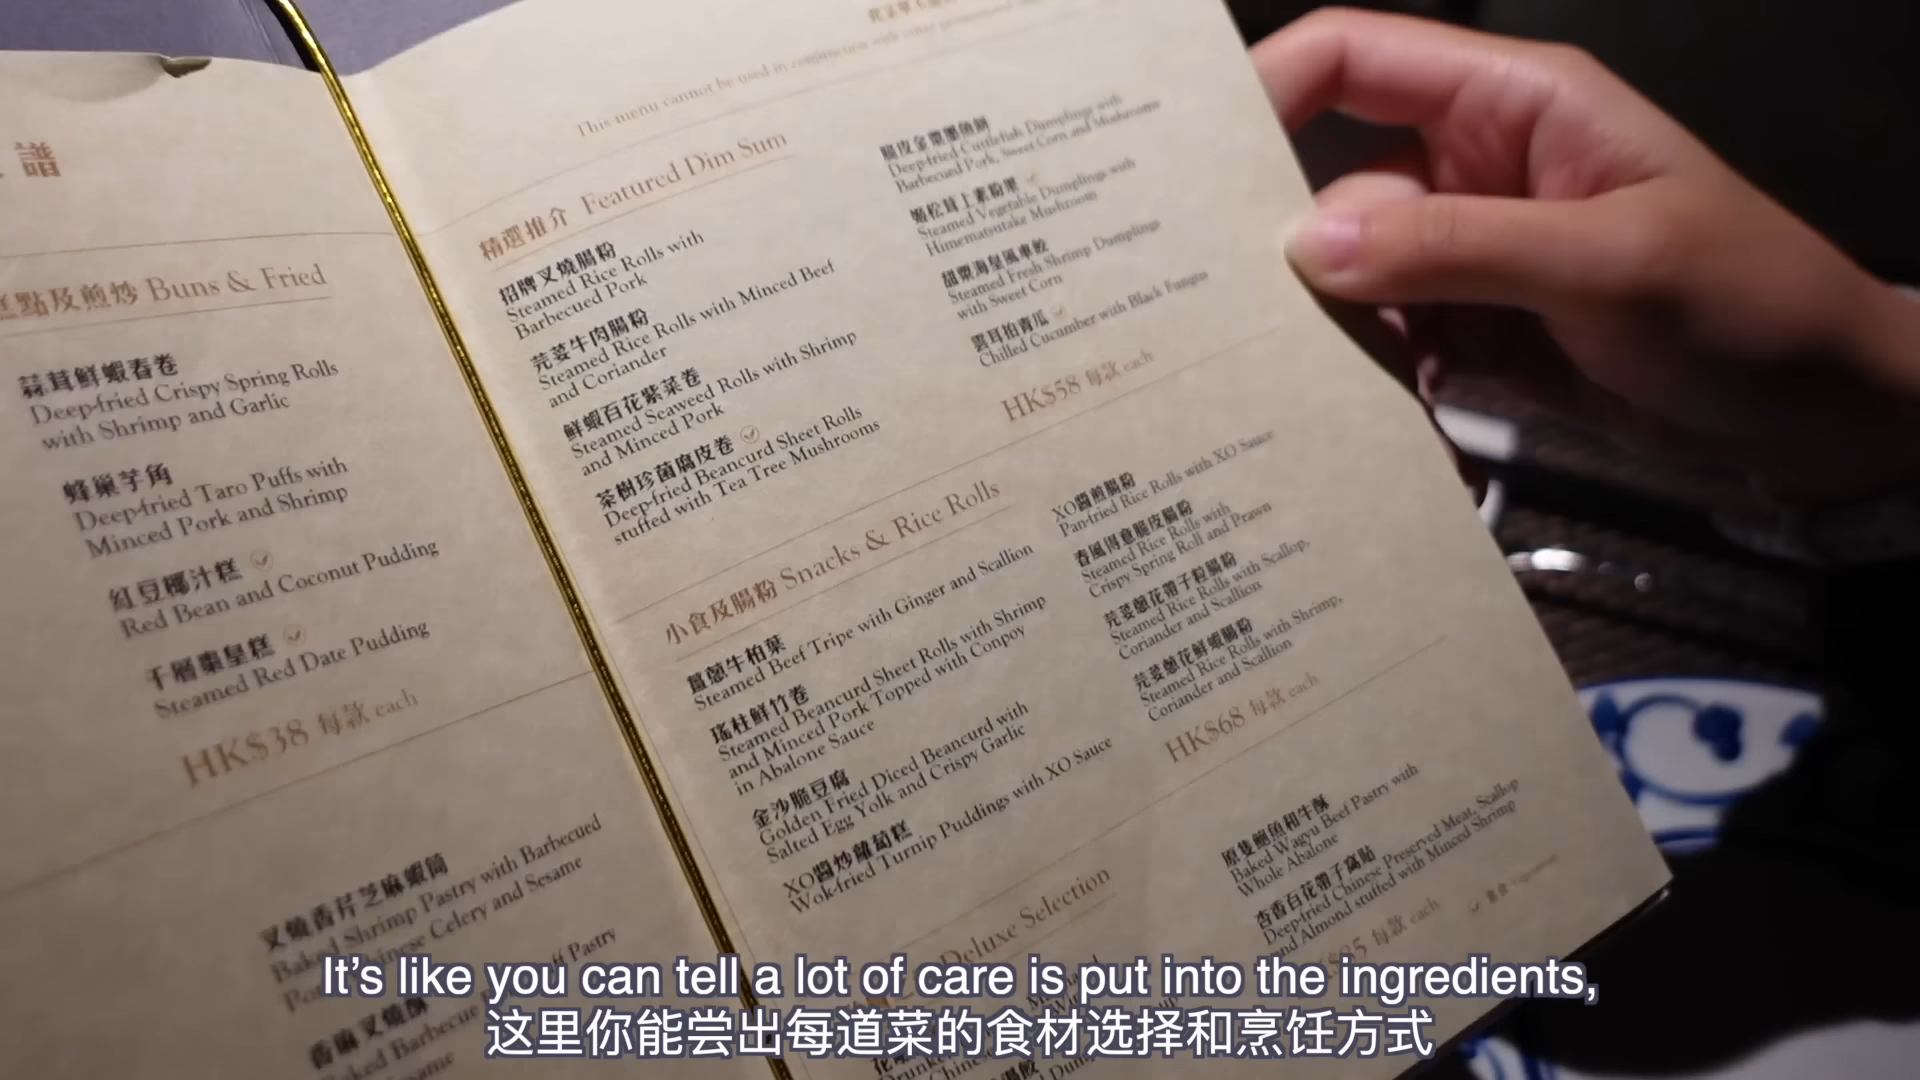 譜
點及煎炒 Buns & Fried
蒜茸鮮蝦春卷
Deep-fried Crispy Spring Rolls
with Shrimp and Garlic
蜂巢芋角
Deep-fried Taro Puffs with
Minced Pork and Shrimp
紅豆椰汁糕
Red Bean and Coconut Pudding
千層棗皇糕
Steamed Red Date Pudding
HK$38 每款 each
叉燒香芹芝麻蝦筒
Baked Shrimp Pastry with Barbecued
Chinese Celery and Sesame
香麻叉燒酥
Pastry
This menu cannot be used in conjunction with other
精選推介 Featured Dim Sum
招牌叉燒腸粉
Steamed Rice Rolls with
Barbecued Pork
芫荽牛肉腸粉
Steamed Rice Rolls with Minced Beef
and Coriander
鮮蝦百花紫菜卷
Steamed Seaweed Rolls with Shrimp
and Minced Pork
茶樹珍菌腐皮卷
Deep-fried Beancurd Sheet Rolls
stuffed with Tea Tree Mushrooms
脆皮金粟墨魚餅
Deep-fried Cuttlefish Dumplings with
Barbecued Pork, Sweet Corn and Mushrooms
姬松茸上素粉果
Steamed Vegetable Dumplings with
Himematsutake Mushroom
甜粟海皇鳳車餃
Steamed Fresh Shrimp Dumplings
with Sweet Corn
雲耳拍青瓜
Chilled Cucumber with Black Fungus
HK$58 每款 each
小食及腸粉 Snacks & Rice Rolls
薑蔥牛柏葉
Steamed Beef Tripe with Ginger and Scallion
瑤柱鮮竹卷
Steamed Beancurd Sheet Rolls with Shrimp
and Minced Pork Topped with Conpoy
in Abalone Sauce
金沙脆豆腐
Golden Fried Diced Beancurd with
Salted Egg Yolk and Crispy Garlic
XO醬炒蘿蔔糕
Wok-fried Turnip Puddings with XO Sauce
XO醬煎腸粉
Pan-fried Rice Rolls with XO Sauce
春風得意脆皮腸粉
Steamed Rice Rolls with
Crispy Spring Roll and Prawn
芫荽蔥花帶子粒腸粉
Steamed Rice Rolls with Scallop,
Coriander and Scallion
芫荽蔥花鮮蝦腸粉
Steamed Rice Rolls with Shrimp,
Coriander and Scallion
HK$68 每款 each
Deluxe Selection
原隻鮑魚和牛酥
Baked Wagyu Beef Pastry with
Whole Abalone
杏香百花帶子窩貼
Deep-fried Chinese Preserved Meat, Scallop
and Almond stuffed with Minced Shrimp
85 每款 each
It's like you can tell a lot of care is put into the ingredients,
这里你能尝出每道菜的食材选择和烹饪方式